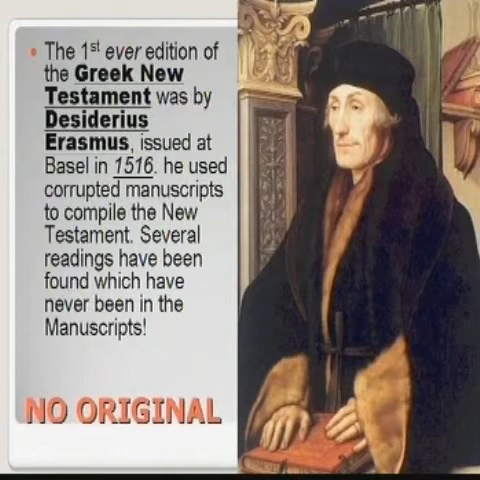 • The 1st ever edition of
the Greek New
Testament was by
Desiderius
Erasmus, issued at
Basel in 1516. he used
corrupted manuscripts
to compile the New
Testament. Several
readings have been
found which have
never been in the
Manuscripts!
NO ORIGINAL